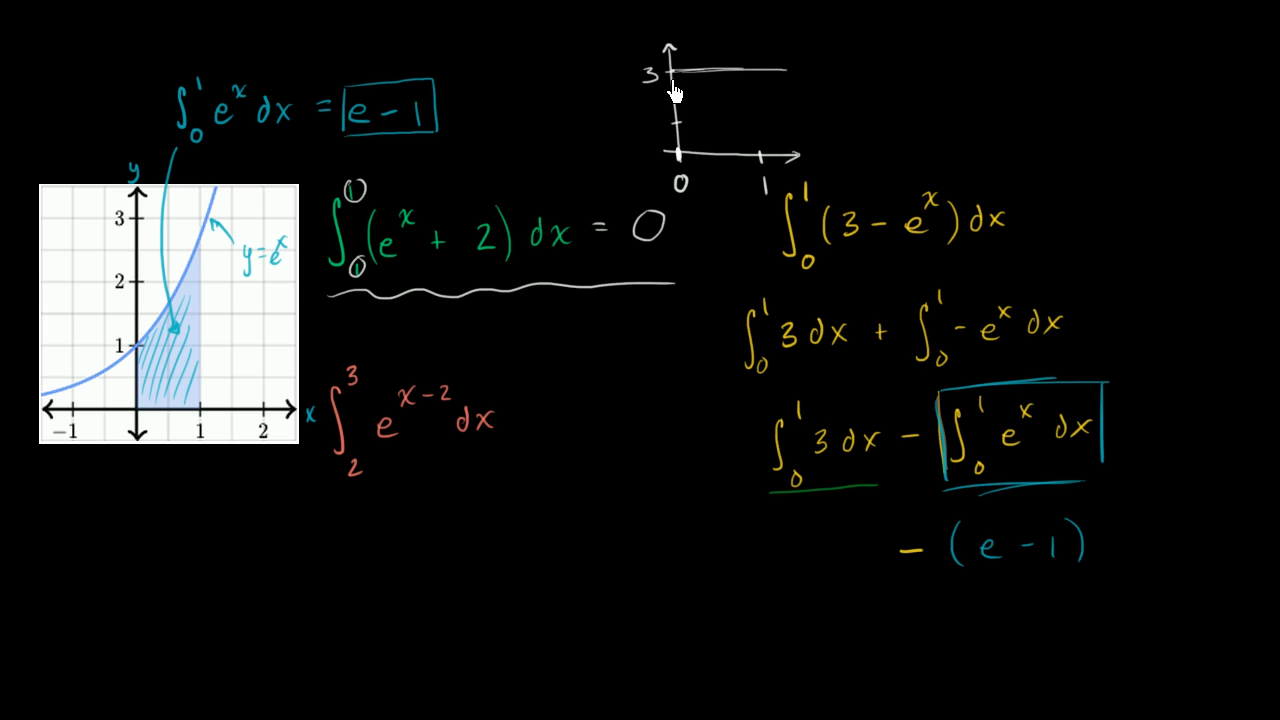 ∫₀¹ eˣ dx = e - 1
y
3
2
1
-1 1 2
x
y = eˣ
∫₁¹ (eˣ + 2) dx = 0
∫₂³ eˣ⁻² dx
3
0 1
∫₀¹ (3 - eˣ) dx
∫₀¹ 3 dx + ∫₀¹ - eˣ dx
∫₀¹ 3 dx - ∫₀¹ eˣ dx
- (e - 1)